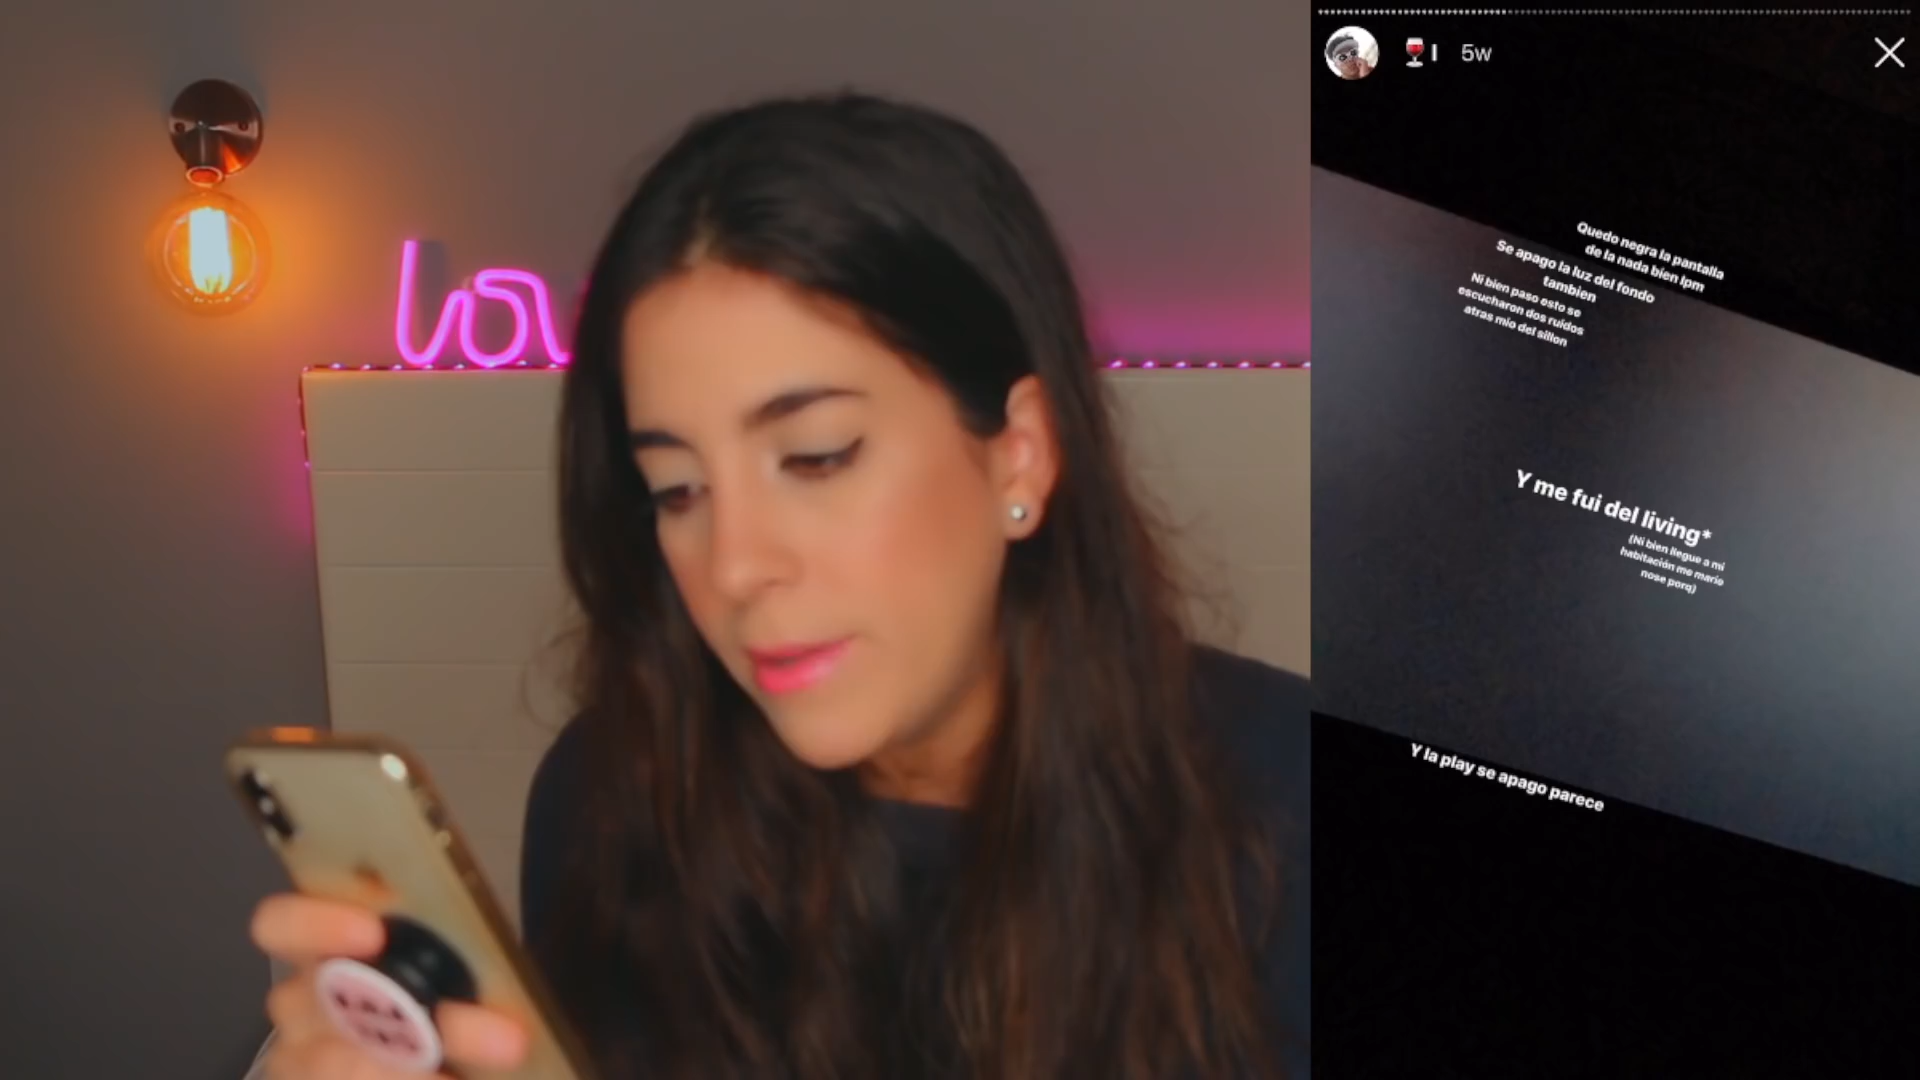 lov
🍷I 5w
Quedo negra la pantalla
de la nada bien lpm
Se apago la luz del fondo
tambien
Ni bien paso esto se
escucharon dos ruidos
atras mio del sillon
Y me fui del living*
(Ni bien llegue a mi
habitación me marie
nose porq)
Y la play se apago parece